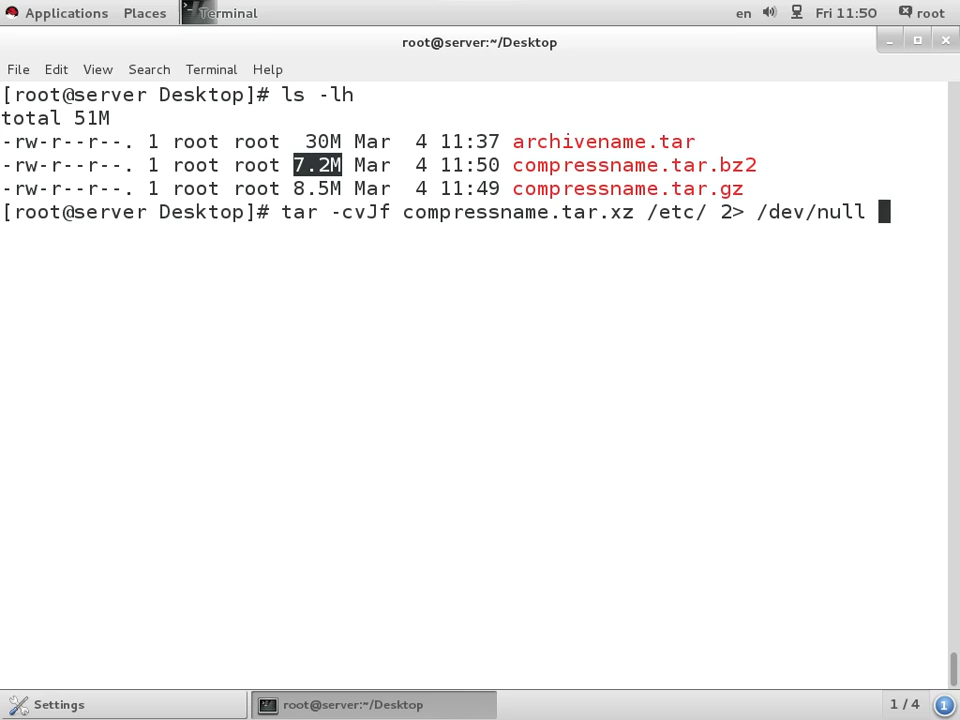 Applications Places Terminal en Fri 11:50 root
root@server:~/Desktop
File Edit View Search Terminal Help
[root@server Desktop]# ls -lh
total 51M
-rw-r--r--. 1 root root  30M Mar  4 11:37 archivename.tar
-rw-r--r--. 1 root root 7.2M Mar  4 11:50 compressname.tar.bz2
-rw-r--r--. 1 root root 8.5M Mar  4 11:49 compressname.tar.gz
[root@server Desktop]# tar -cvJf compressname.tar.xz /etc/ 2> /dev/null
Settings root@server:~/Desktop 1 / 4 1